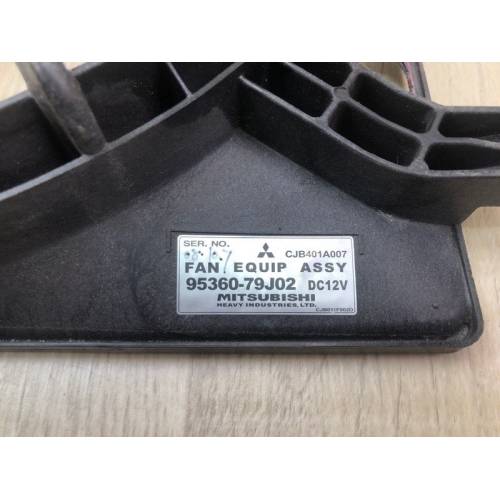 SER. NO.
CJB401A007
FAN EQUIP ASSY
95360-79J02 DC12V
MITSUBISHI
HEAVY INDUSTRIES, LTD.